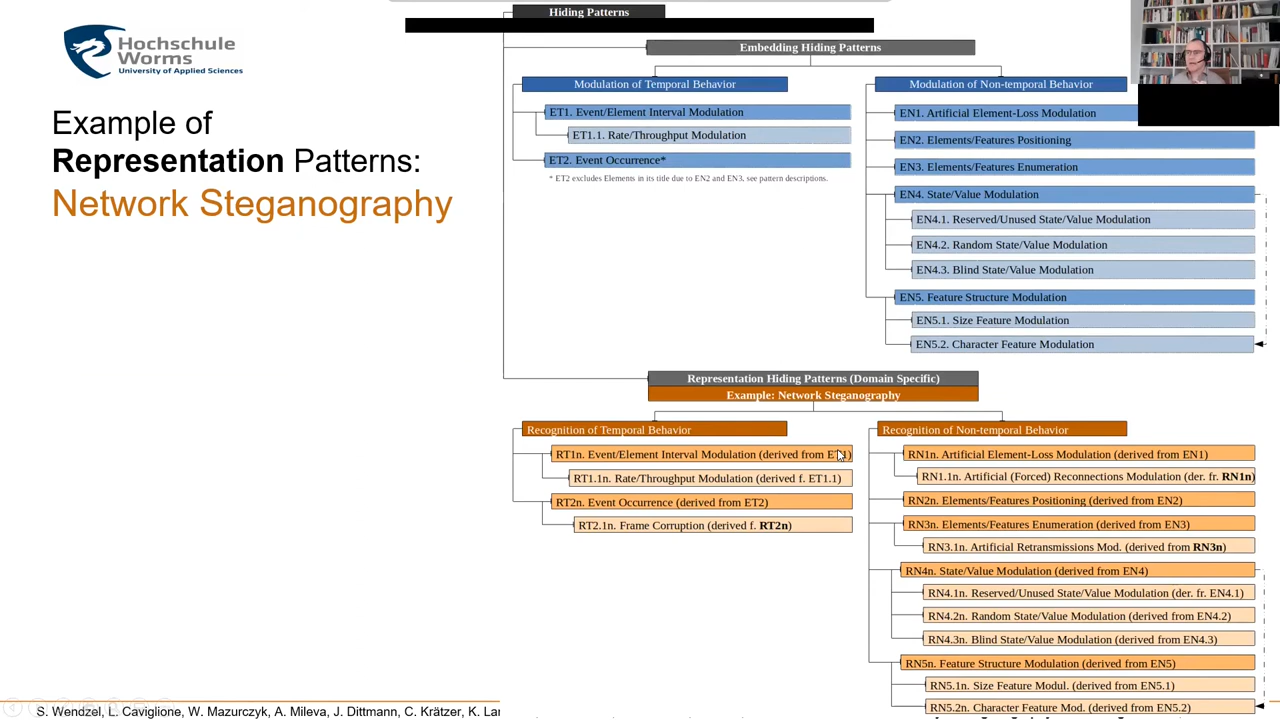 Hochschule
Worms
University of Applied Sciences
Example of
Representation Patterns:
Network Steganography
Hiding Patterns
Embedding Hiding Patterns
Modulation of Temporal Behavior
ET1. Event/Element Interval Modulation
ET1.1. Rate/Throughput Modulation
ET2. Event Occurrence*
* ET2 excludes Elements in its title due to EN2 and EN3, see pattern descriptions.
Modulation of Non-temporal Behavior
EN1. Artificial Element-Loss Modulation
EN2. Elements/Features Positioning
EN3. Elements/Features Enumeration
EN4. State/Value Modulation
EN4.1. Reserved/Unused State/Value Modulation
EN4.2. Random State/Value Modulation
EN4.3. Blind State/Value Modulation
EN5. Feature Structure Modulation
EN5.1. Size Feature Modulation
EN5.2. Character Feature Modulation
Representation Hiding Patterns (Domain Specific)
Example: Network Steganography
Recognition of Temporal Behavior
RT1n. Event/Element Interval Modulation (derived from ET1)
RT1.1n. Rate/Throughput Modulation (derived f. ET1.1)
RT2n. Event Occurrence (derived from ET2)
RT2.1n. Frame Corruption (derived f. RT2n)
Recognition of Non-temporal Behavior
RN1n. Artificial Element-Loss Modulation (derived from EN1)
RN1.1n. Artificial (Forced) Reconnections Modulation (der. fr. RN1n)
RN2n. Elements/Features Positioning (derived from EN2)
RN3n. Elements/Features Enumeration (derived from EN3)
RN3.1n. Artificial Retransmissions Mod. (derived from RN3n)
RN4n. State/Value Modulation (derived from EN4)
RN4.1n. Reserved/Unused State/Value Modulation (der. fr. EN4.1)
RN4.2n. Random State/Value Modulation (derived from EN4.2)
RN4.3n. Blind State/Value Modulation (derived from EN4.3)
RN5n. Feature Structure Modulation (derived from EN5)
RN5.1n. Size Feature Modul. (derived from EN5.1)
RN5.2n. Character Feature Mod. (derived from EN5.2)
S. Wendzel, L. Caviglione, W. Mazurczyk, A. Mileva, J. Dittmann, C. Krätzer, K.